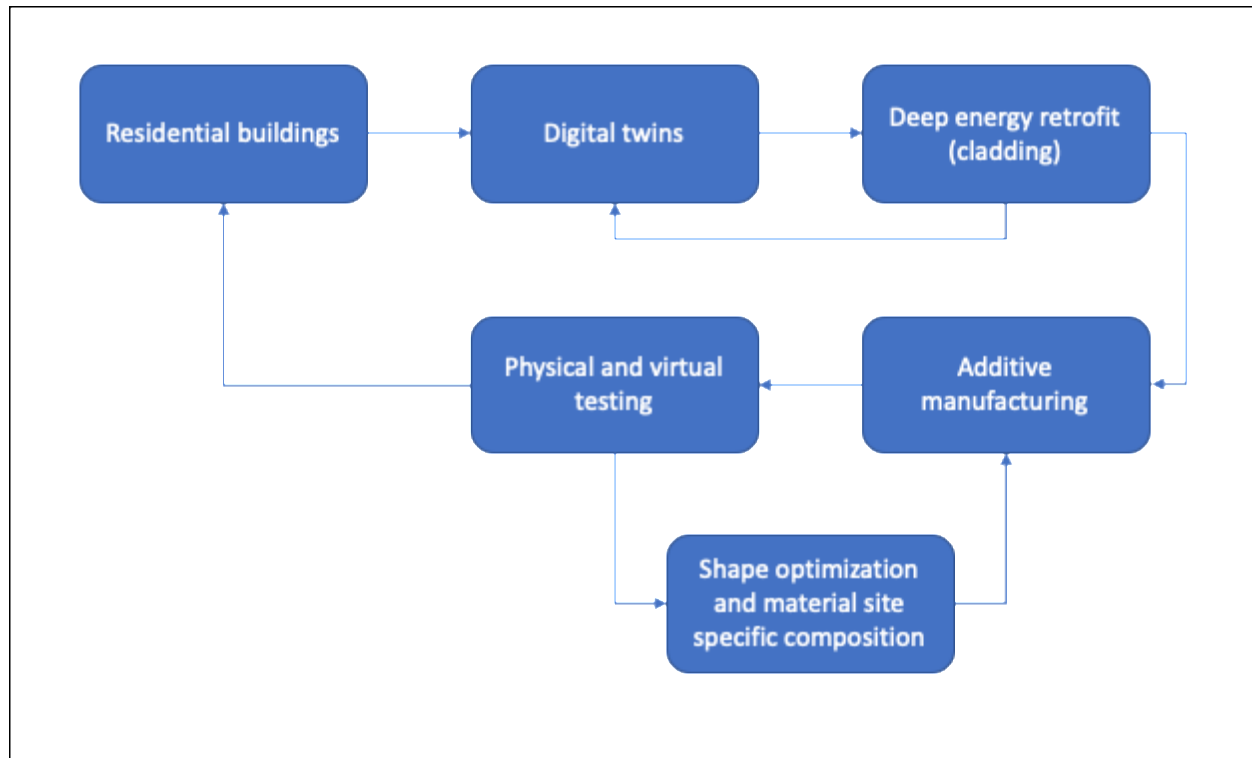 Residential buildings
Digital twins
Deep energy retrofit
(cladding)
Physical and virtual
testing
Additive
manufacturing
Shape optimization
and material site
specific composition